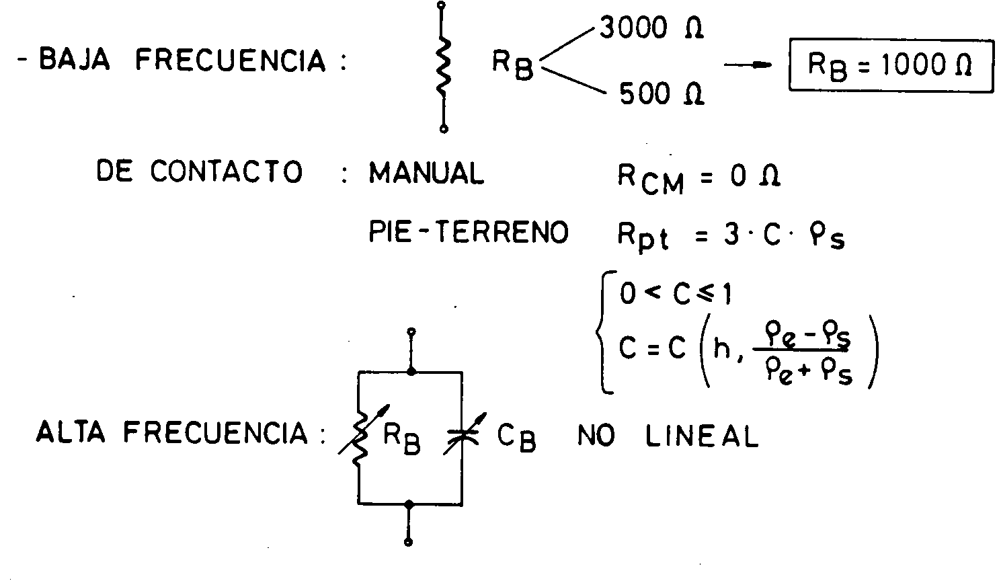 3000 Ω
- BAJA FRECUENCIA : R_B → R_B = 1000 Ω
500 Ω
DE CONTACTO : MANUAL R_CM = 0 Ω
PIE-TERRENO R_pt = 3 · C · ρ_s
0 < C ≤ 1
C = C (h, (ρ_e - ρ_s) / (ρ_e + ρ_s))
ALTA FRECUENCIA : R_B C_B NO LINEAL